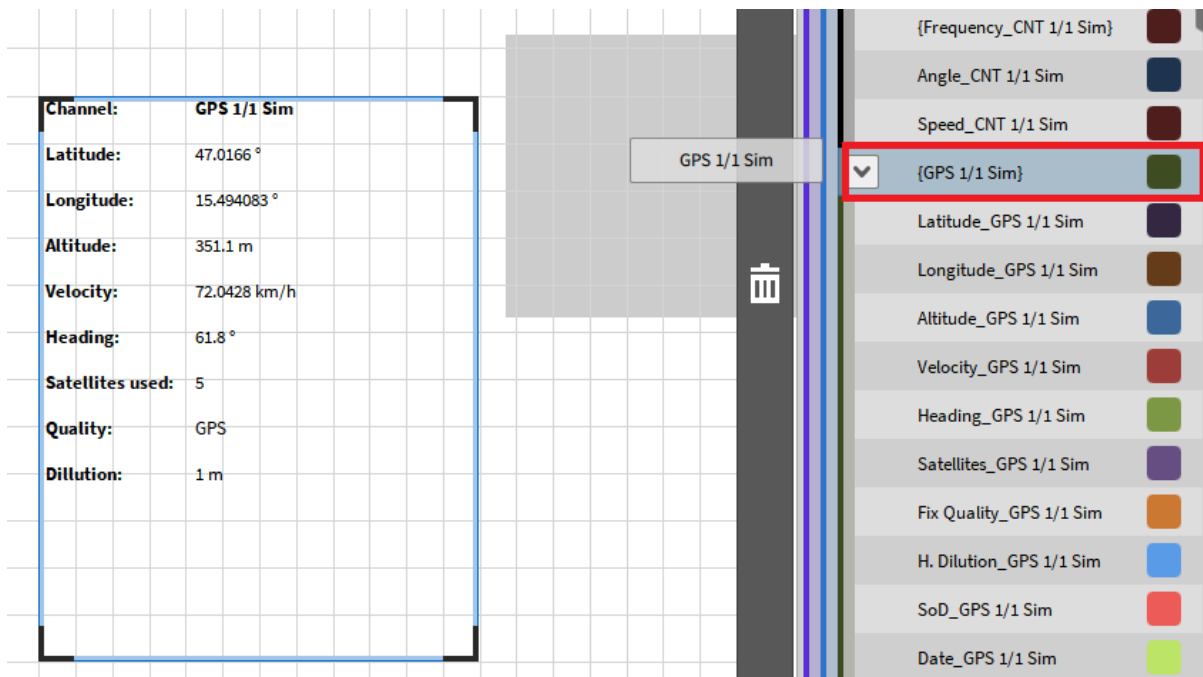 Channel: GPS 1/1 Sim
Latitude: 47.0166 °
Longitude: 15.494083 °
Altitude: 351.1 m
Velocity: 72.0428 km/h
Heading: 61.8 °
Satellites used: 5
Quality: GPS
Dillution: 1 m
GPS 1/1 Sim
{Frequency_CNT 1/1 Sim}
Angle_CNT 1/1 Sim
Speed_CNT 1/1 Sim
{GPS 1/1 Sim}
Latitude_GPS 1/1 Sim
Longitude_GPS 1/1 Sim
Altitude_GPS 1/1 Sim
Velocity_GPS 1/1 Sim
Heading_GPS 1/1 Sim
Satellites_GPS 1/1 Sim
Fix Quality_GPS 1/1 Sim
H. Dilution_GPS 1/1 Sim
SoD_GPS 1/1 Sim
Date_GPS 1/1 Sim